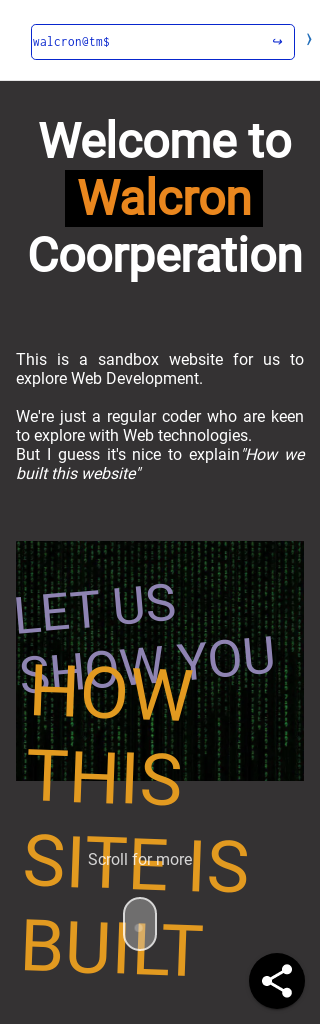 walcron@tm$
Welcome to
Walcron
Coorperation
This is a sandbox website for us to
explore Web Development.
We're just a regular coder who are keen
to explore with Web technologies.
But I guess it's nice to explain "How we
built this website"
LET US
SHOW YOU
HOW
THIS
SITE IS
BUILT
Scroll for more